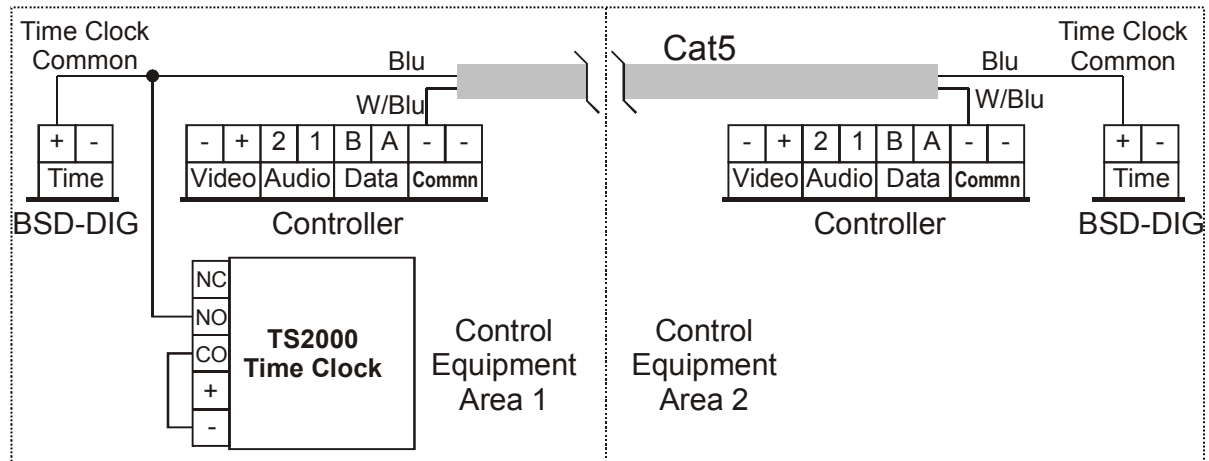 Time Clock
Common
Blu
W/Blu
Cat5
Blu
W/Blu
Time Clock
Common
+ -
Time
BSD-DIG
- + 2 1 B A - -
Video Audio Data Commn
Controller
- + 2 1 B A - -
Video Audio Data Commn
Controller
+ -
Time
BSD-DIG
NC
NO
CO
+
-
TS2000
Time Clock
Control
Equipment
Area 1
Control
Equipment
Area 2